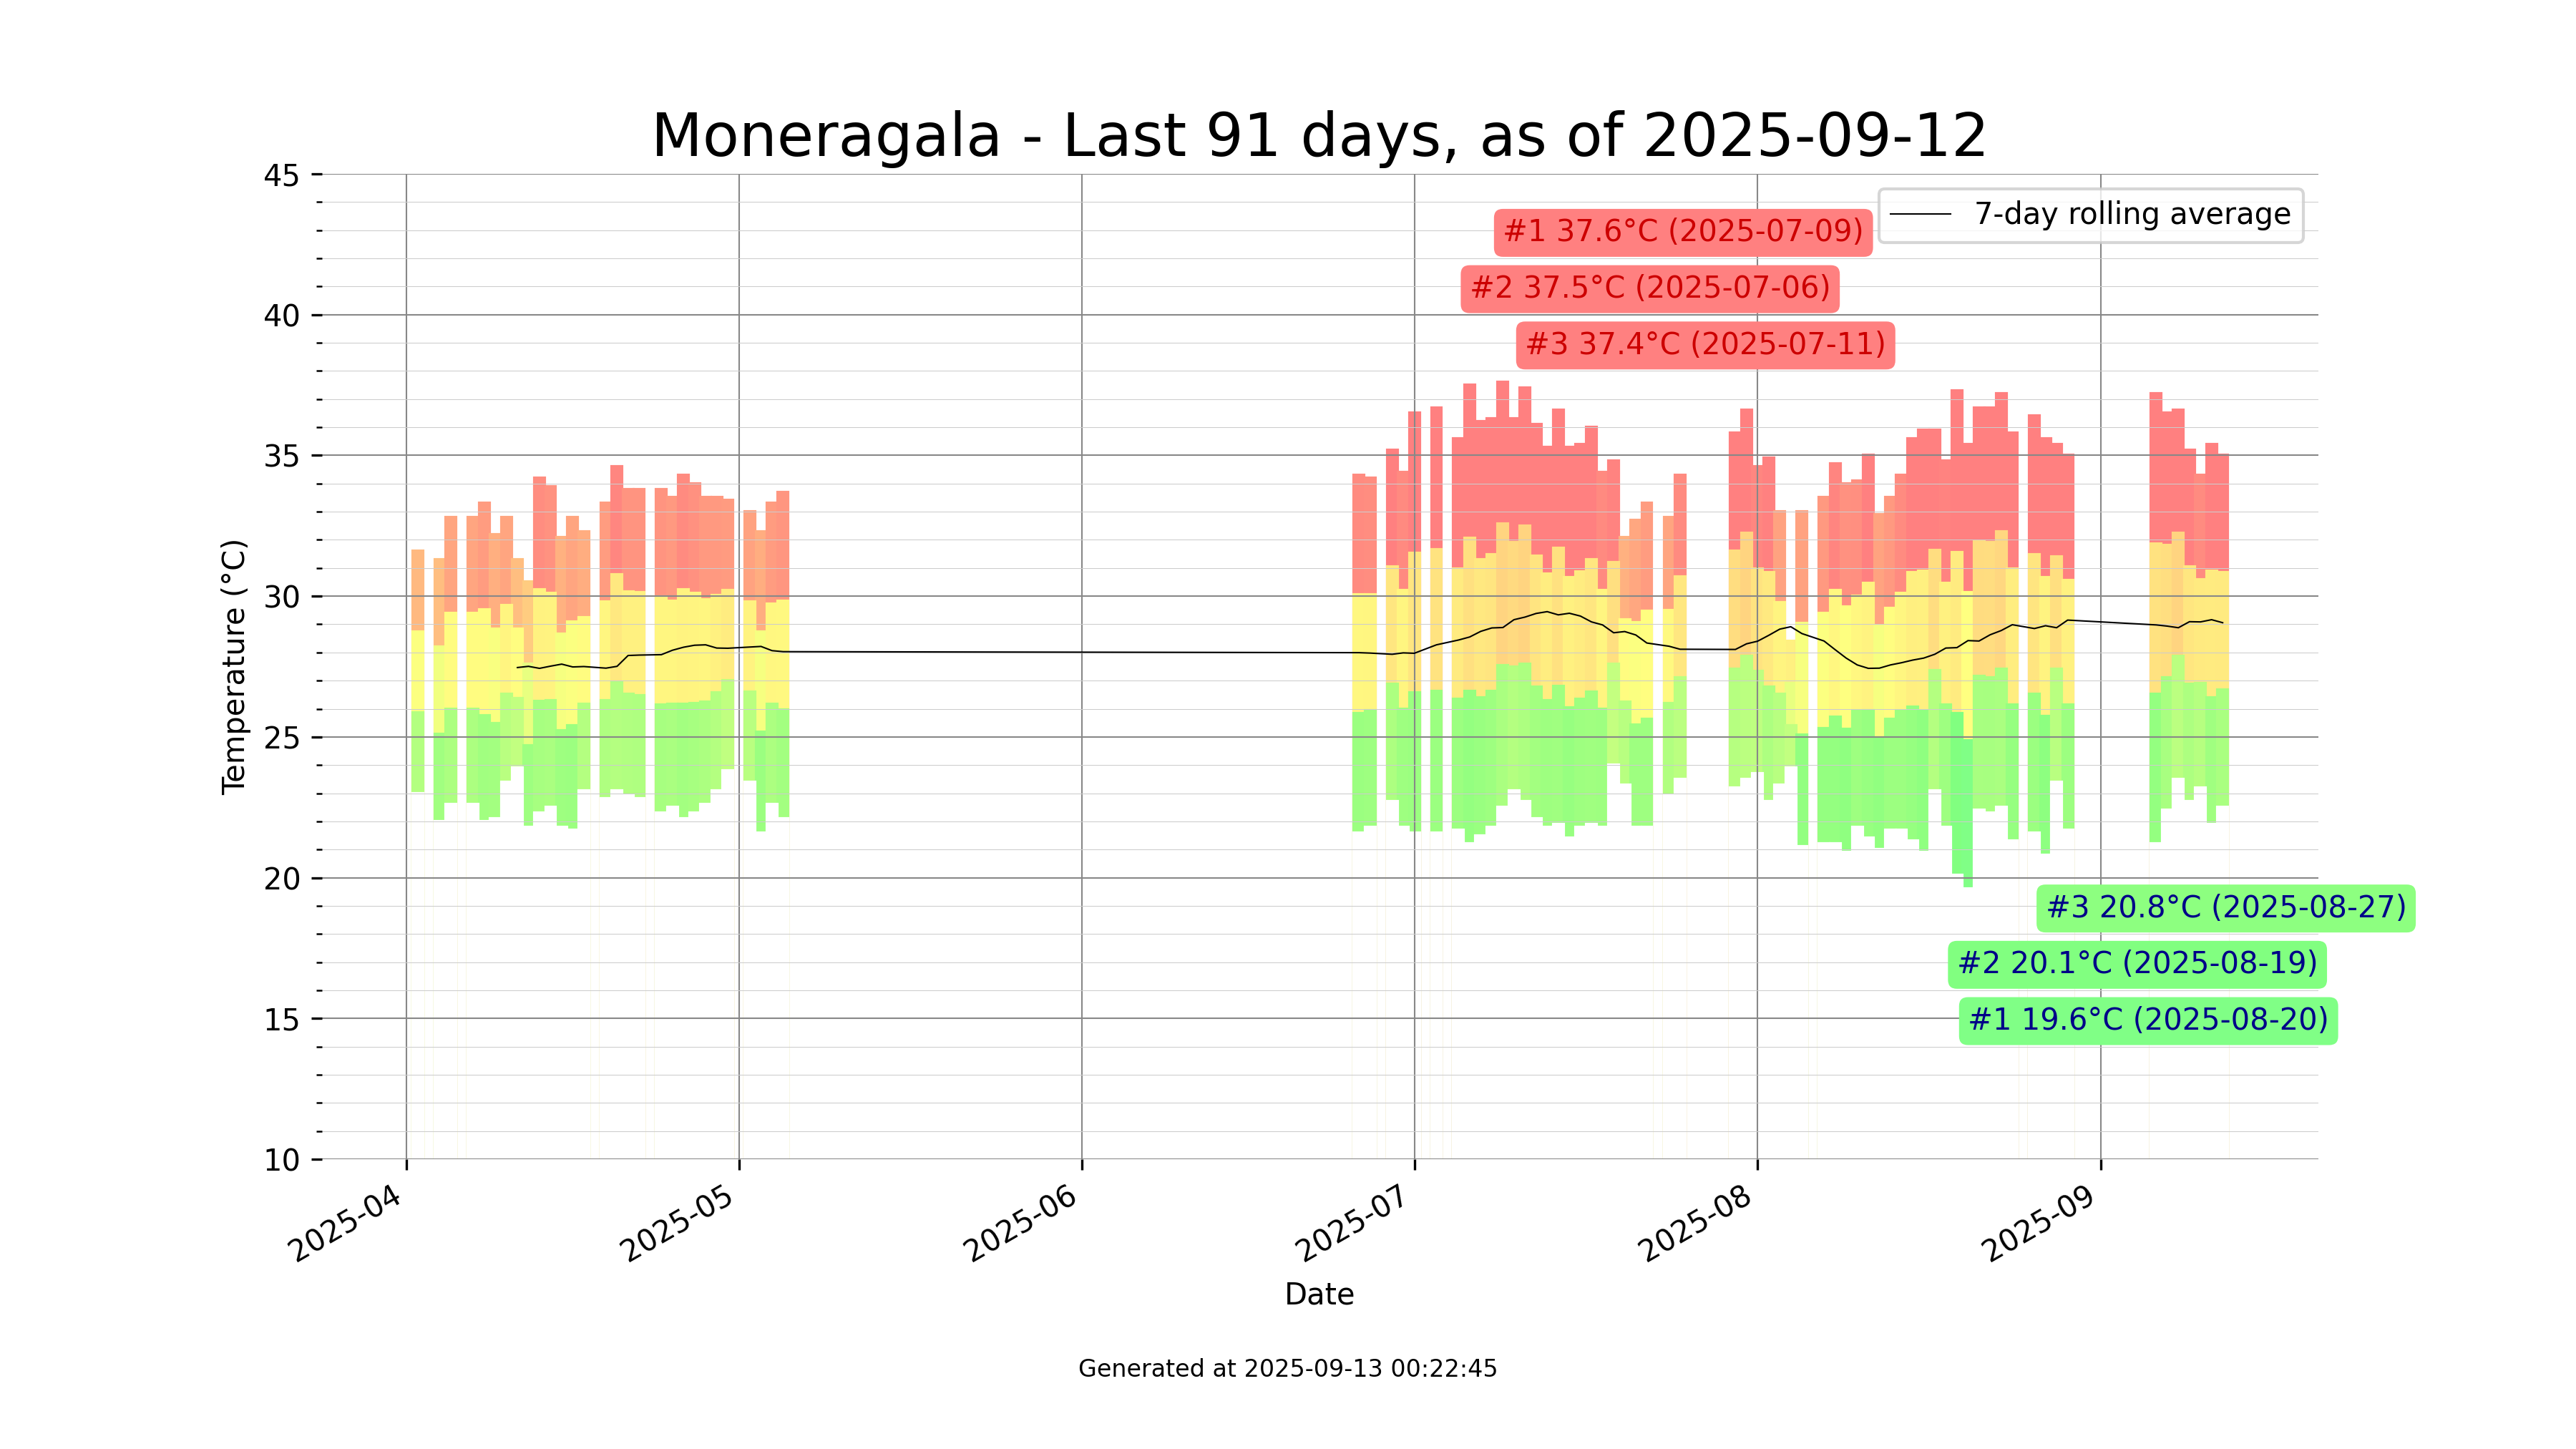 Moneragala - Last 91 days, as of 2025-09-12
7-day rolling average
#1 37.6°C (2025-07-09)
#2 37.5°C (2025-07-06)
#3 37.4°C (2025-07-11)
45
40
35
30
25
20
15
10
Temperature (°C)
#3 20.8°C (2025-08-27)
#2 20.1°C (2025-08-19)
#1 19.6°C (2025-08-20)
2025-04
2025-05
2025-06
2025-07
2025-08
2025-09
Date
Generated at 2025-09-13 00:22:45